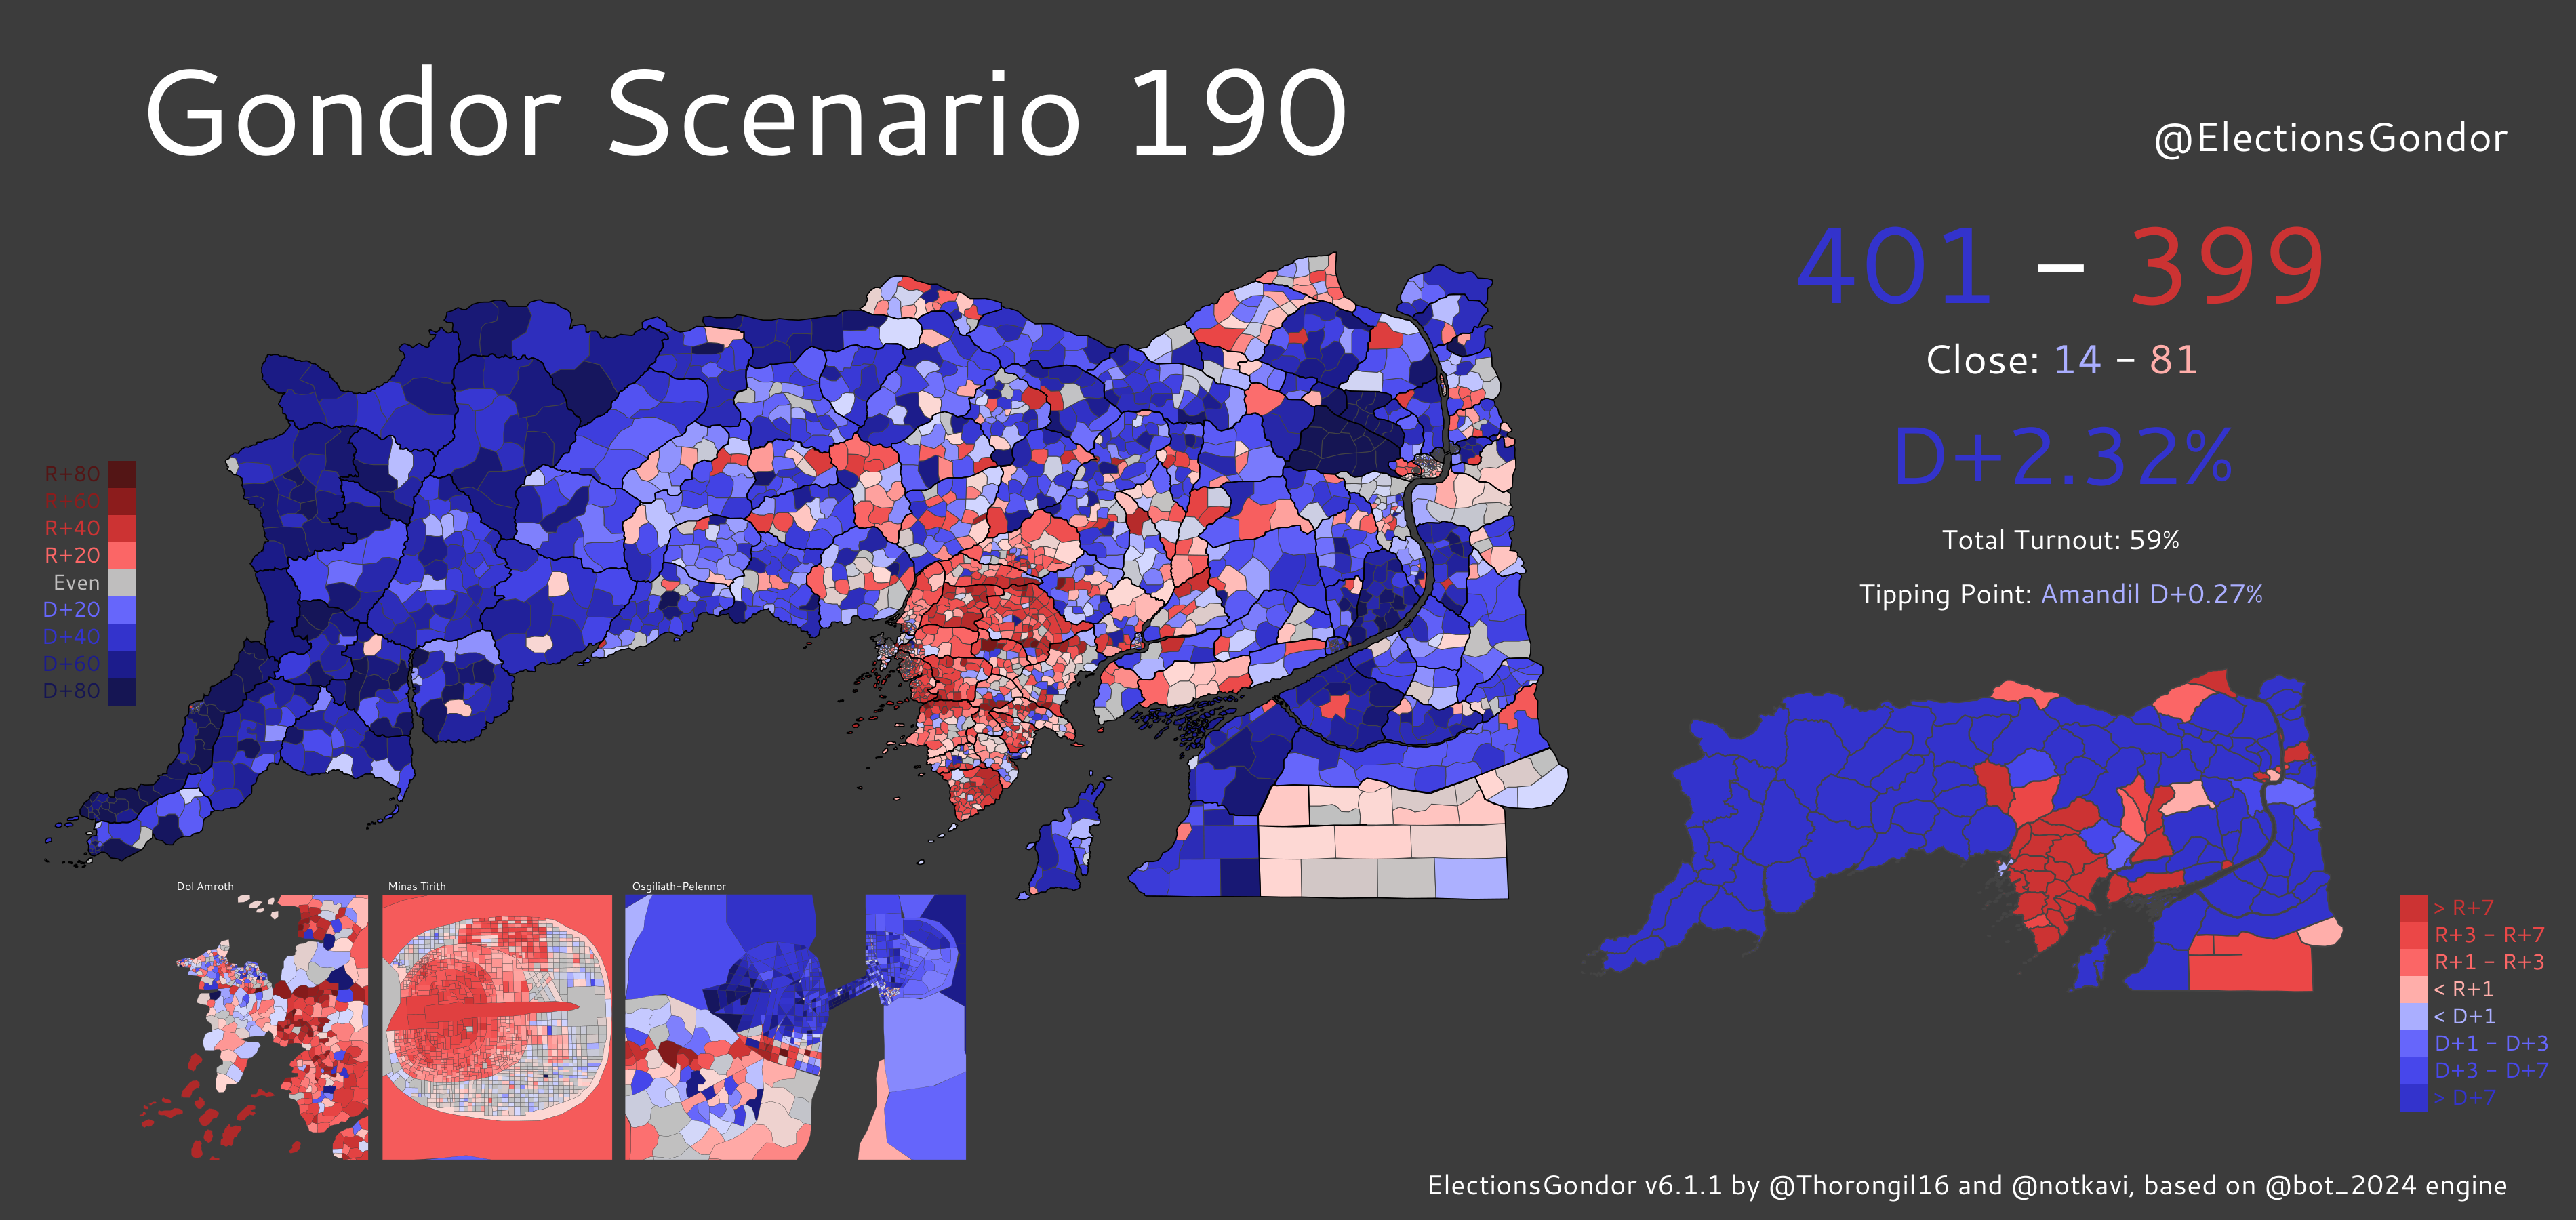 Gondor Scenario 190
@ElectionsGondor
401 – 399
Close: 14 - 81
D+2.32%
Total Turnout: 59%
Tipping Point: Amandil D+0.27%
R+80
R+60
R+40
R+20
Even
D+20
D+40
D+60
D+80
Dol Amroth
Minas Tirith
Osgiliath-Pelennor
> R+7
R+3 - R+7
R+1 - R+3
< R+1
< D+1
D+1 - D+3
D+3 - D+7
> D+7
ElectionsGondor v6.1.1 by @Thorongil16 and @notkavi, based on @bot_2024 engine